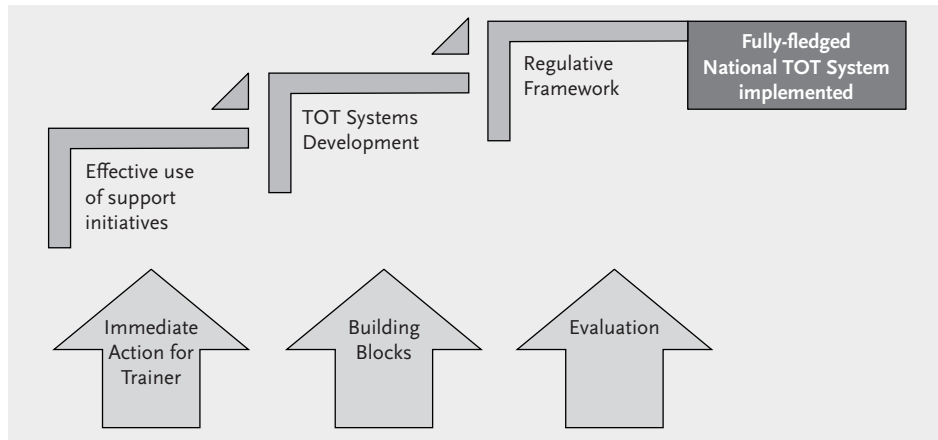 Fully-fledged
National TOT System
implemented
Regulative
Framework
TOT Systems
Development
Effective use
of support
initiatives
Immediate
Action for
Trainer
Building
Blocks
Evaluation